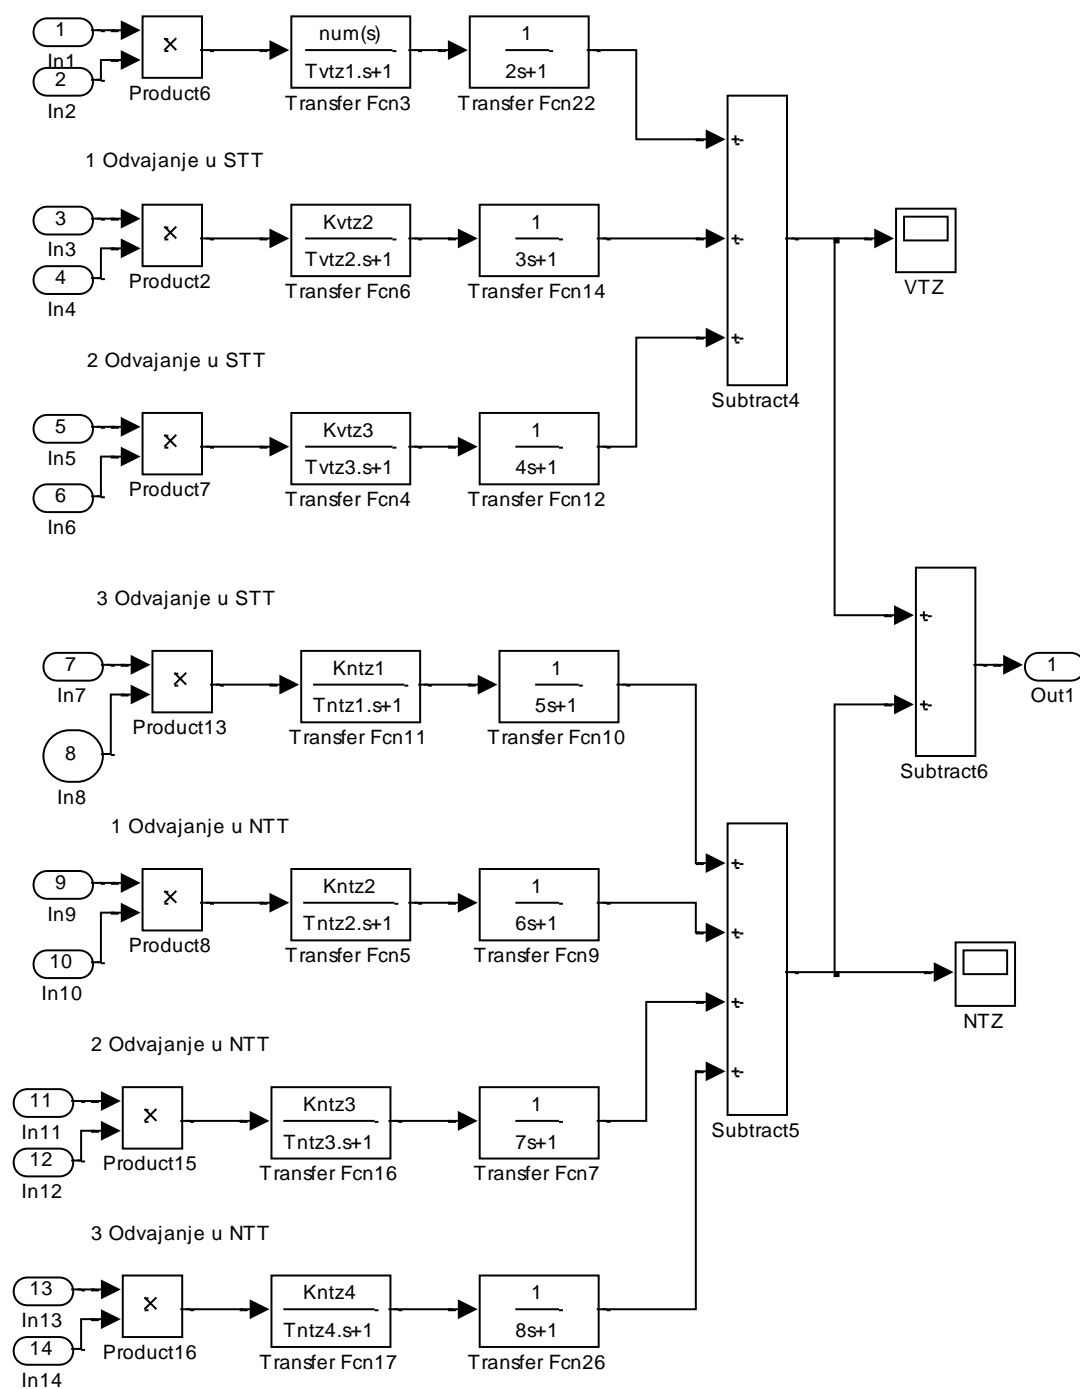 1
In1
2
In2
×
Product6
num(s)
Tvtz1.s+1
Transfer Fcn3
1
2s+1
Transfer Fcn22
1 Odvajanje u STT
3
In3
4
In4
×
Product2
Kvtz2
Tvtz2.s+1
Transfer Fcn6
1
3s+1
Transfer Fcn14
+
+
+
Subtract4
VTZ
2 Odvajanje u STT
5
In5
6
In6
×
Product7
Kvtz3
Tvtz3.s+1
Transfer Fcn4
1
4s+1
Transfer Fcn12
3 Odvajanje u STT
7
In7
8
In8
×
Product13
Kntz1
Tntz1.s+1
Transfer Fcn11
1
5s+1
Transfer Fcn10
+
+
Subtract6
1
Out1
1 Odvajanje u NTT
9
In9
10
In10
×
Product8
Kntz2
Tntz2.s+1
Transfer Fcn5
1
6s+1
Transfer Fcn9
+
+
+
+
Subtract5
NTZ
2 Odvajanje u NTT
11
In11
12
In12
×
Product15
Kntz3
Tntz3.s+1
Transfer Fcn16
1
7s+1
Transfer Fcn7
3 Odvajanje u NTT
13
In13
14
In14
×
Product16
Kntz4
Tntz4.s+1
Transfer Fcn17
1
8s+1
Transfer Fcn26